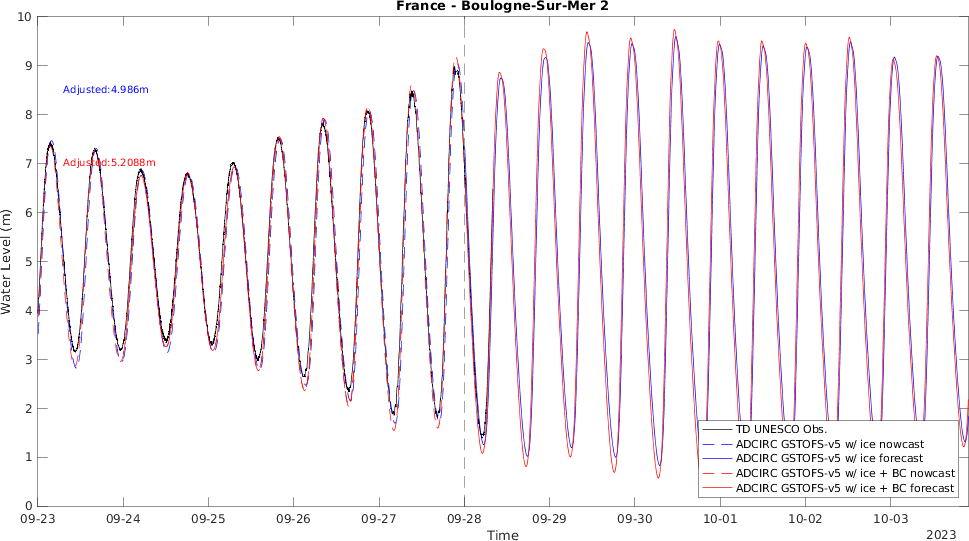 France - Boulogne-Sur-Mer 2
10
9
8
7
6
5
4
3
2
1
0
Water Level (m)
Adjusted:4.986m
Adjusted:5.2088m
TD UNESCO Obs.
ADCIRC GSTOFS-v5 w/ ice nowcast
ADCIRC GSTOFS-v5 w/ ice forecast
ADCIRC GSTOFS-v5 w/ ice + BC nowcast
ADCIRC GSTOFS-v5 w/ ice + BC forecast
09-23 09-24 09-25 09-26 09-27 09-28 09-29 09-30 10-01 10-02 10-03
Time
2023